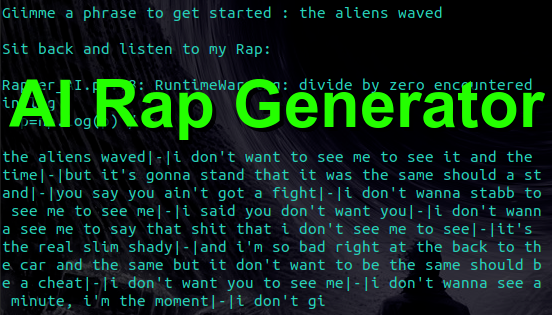 Giimme a phrase to get started : the aliens waved
Sit back and listen to my Rap:
RuntimeWar divide by zero encountered
AI Rap Generator
the aliens waved|-|i don't want to see me to see it and the
time|-|but it's gonna stand that it was the same should a st
and|-|you say you ain't got a fight|-|i don't wanna stabb to
see me to see me|-|i said you don't want you|-|i don't wann
a see me to say that shit that i don't see me to see|-|it's
the real slim shady|-|and i'm so bad right at the back to th
e car and the same but it don't want to be the same should b
e a cheat|-|i don't want you to see me|-|i don't wanna see a
minute, i'm the moment|-|i don't gi